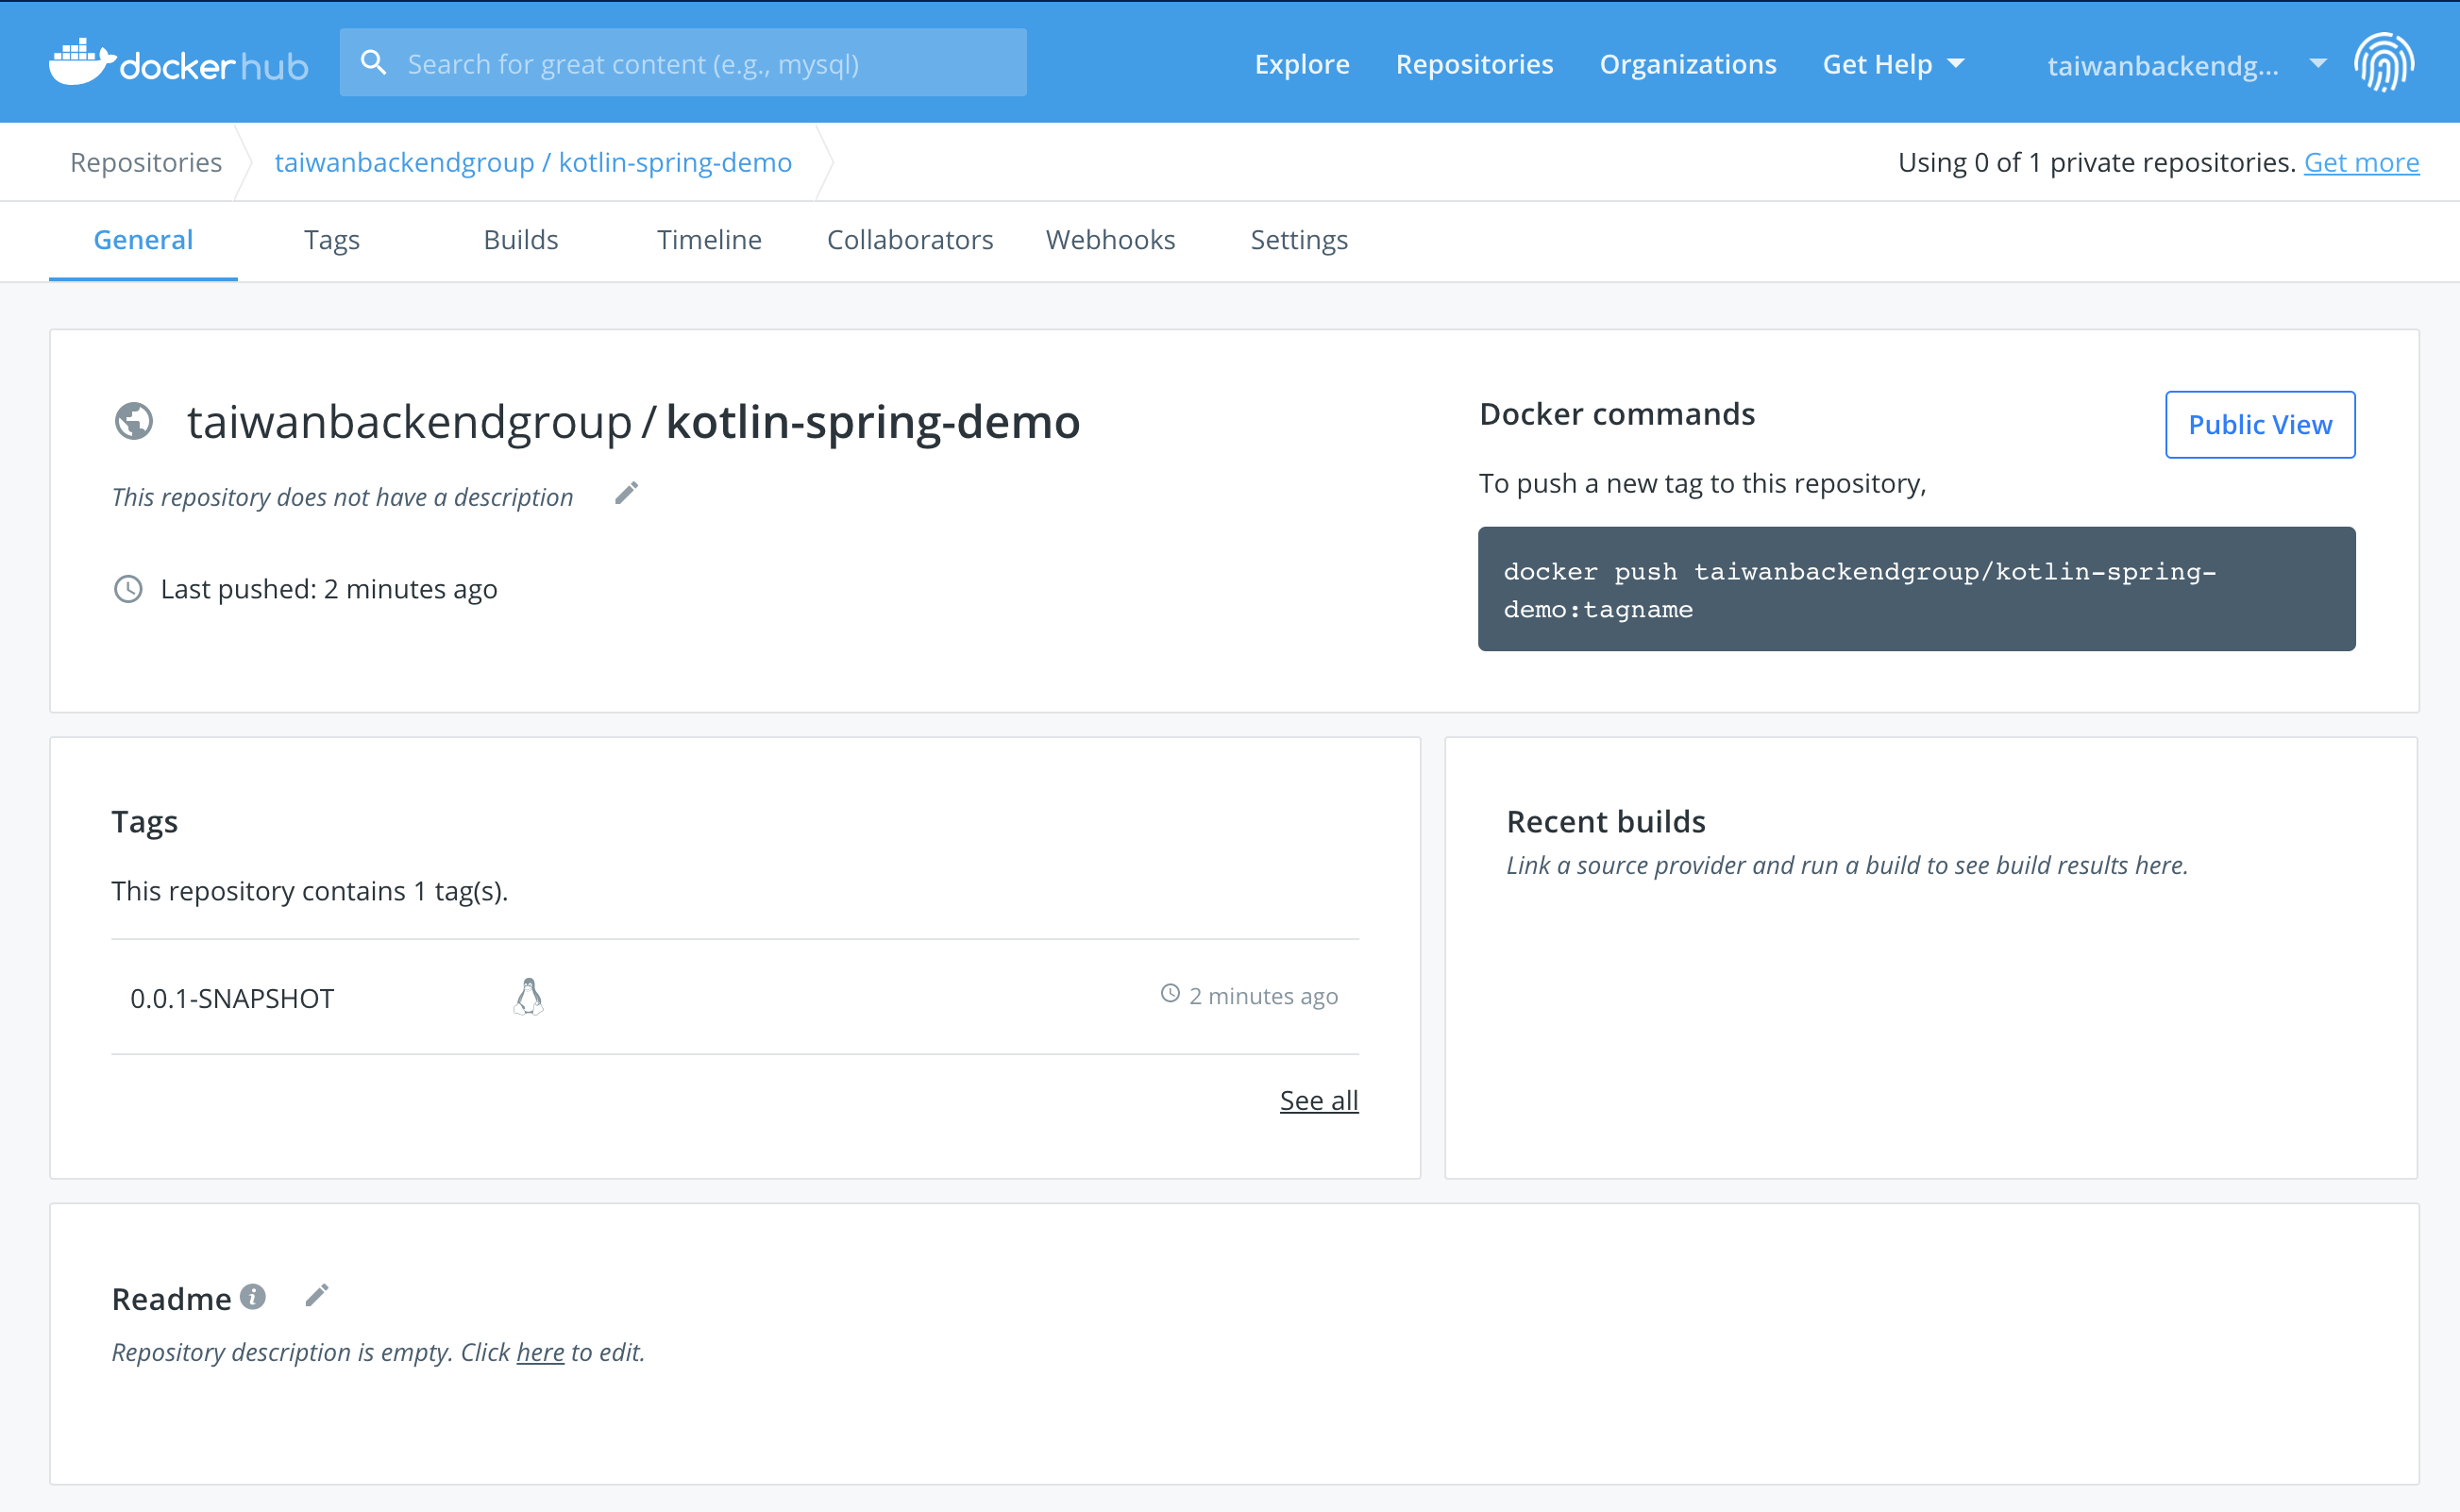 docker hub
Search for great content (e.g., mysql)
Explore
Repositories
Organizations
Get Help
taiwanbackendg...
Repositories
taiwanbackendgroup / kotlin-spring-demo
Using 0 of 1 private repositories. Get more
General
Tags
Builds
Timeline
Collaborators
Webhooks
Settings
taiwanbackendgroup / kotlin-spring-demo
This repository does not have a description
Last pushed: 2 minutes ago
Docker commands
Public View
To push a new tag to this repository,
docker push taiwanbackendgroup/kotlin-spring-
demo:tagname
Tags
This repository contains 1 tag(s).
0.0.1-SNAPSHOT
2 minutes ago
See all
Recent builds
Link a source provider and run a build to see build results here.
Readme
Repository description is empty. Click here to edit.